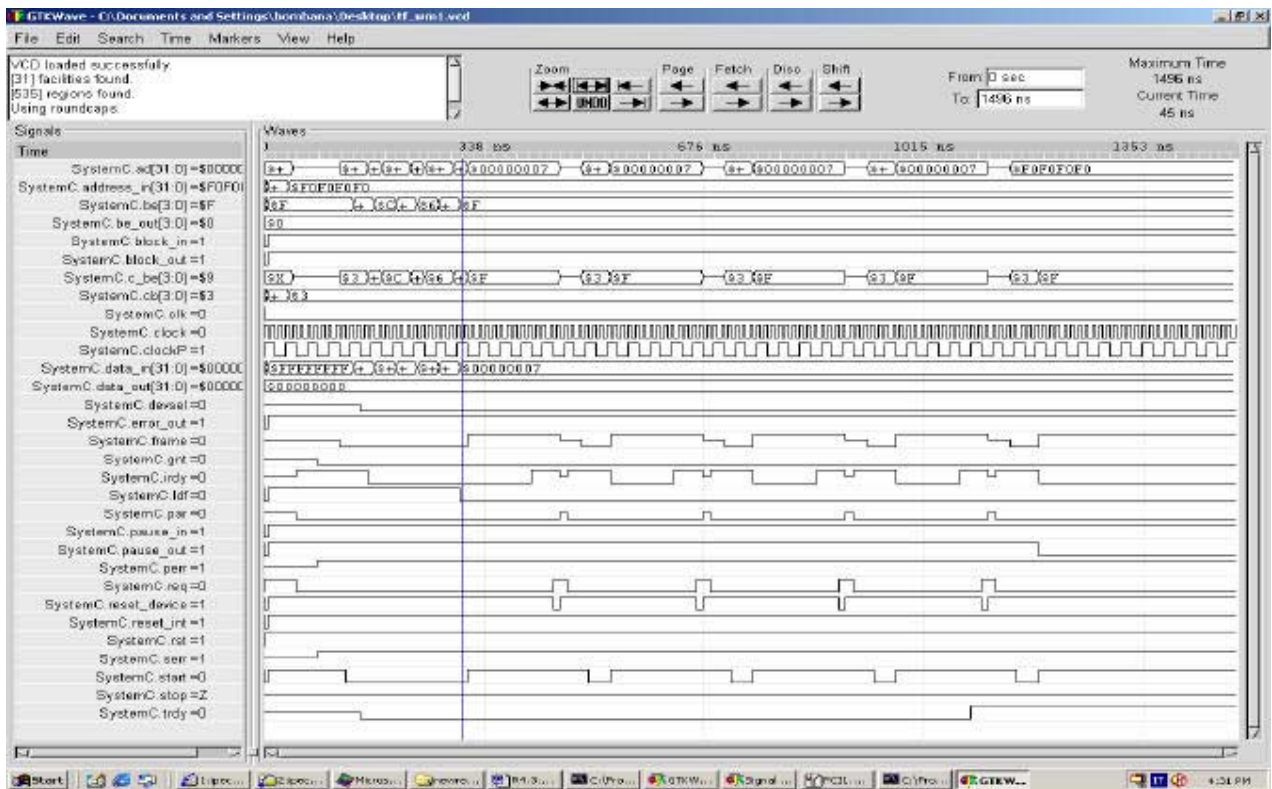 GTKWave - C:\Documents and Settings\bombana\Desktop\tf_wm1.vcd
File Edit Search Time Markers View Help
VCD loaded successfully.
[31] facilities found.
[535] regions found.
Using roundcaps.
Zoom
UNDO
Page
Fetch
Disc
Shift
From: 0 sec
To: 1496 ns
Maximum Time
1496 ns
Current Time
45 ns
Signals
Waves
Time
338 ns 676 ns 1015 ns 1353 ns
SystemC.ad[31:0]=$00000
$+ $+ $+ $+ $+ $00000007 $+ $00000007 $+ $00000007 $+ $00000007 $F0F0F0F0
SystemC.address_in[31:0]=$F0F0
+ $F0F0F0F0
SystemC.be[3:0]=$F
$F + $C + $6 + $F
SystemC.be_out[3:0]=$0
$0
SystemC.block_in=1
SystemC.block_out=1
SystemC.c_be[3:0]=$9
$X $3 + $C + $6 + $F $3 $F $3 $F $3 $F $3 $F
SystemC.cb[3:0]=$3
+ $3
SystemC.clk=0
SystemC.clock=0
SystemC.clockP=1
SystemC.data_in[31:0]=$00000
$FFFFFFFF + $+ + $+ + $00000007
SystemC.data_out[31:0]=$00000
$00000000
SystemC.devsel=0
SystemC.error_out=1
SystemC.frame=0
SystemC.gnt=0
SystemC.irdy=0
SystemC.ldf=0
SystemC.par=0
SystemC.pause_in=1
SystemC.pause_out=1
SystemC.perr=1
SystemC.req=0
SystemC.reset_device=1
SystemC.reset_int=1
SystemC.rst=1
SystemC.serr=1
SystemC.start=0
SystemC.stop=Z
SystemC.trdy=0
Start GTKW... Signal ... GTKW... IT 4:31 PM